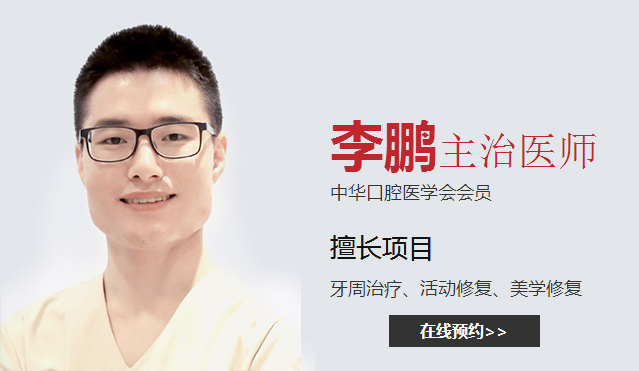 李鹏主治医师
中华口腔医学会会员
擅长项目
牙周治疗、活动修复、美学修复
在线预约>>